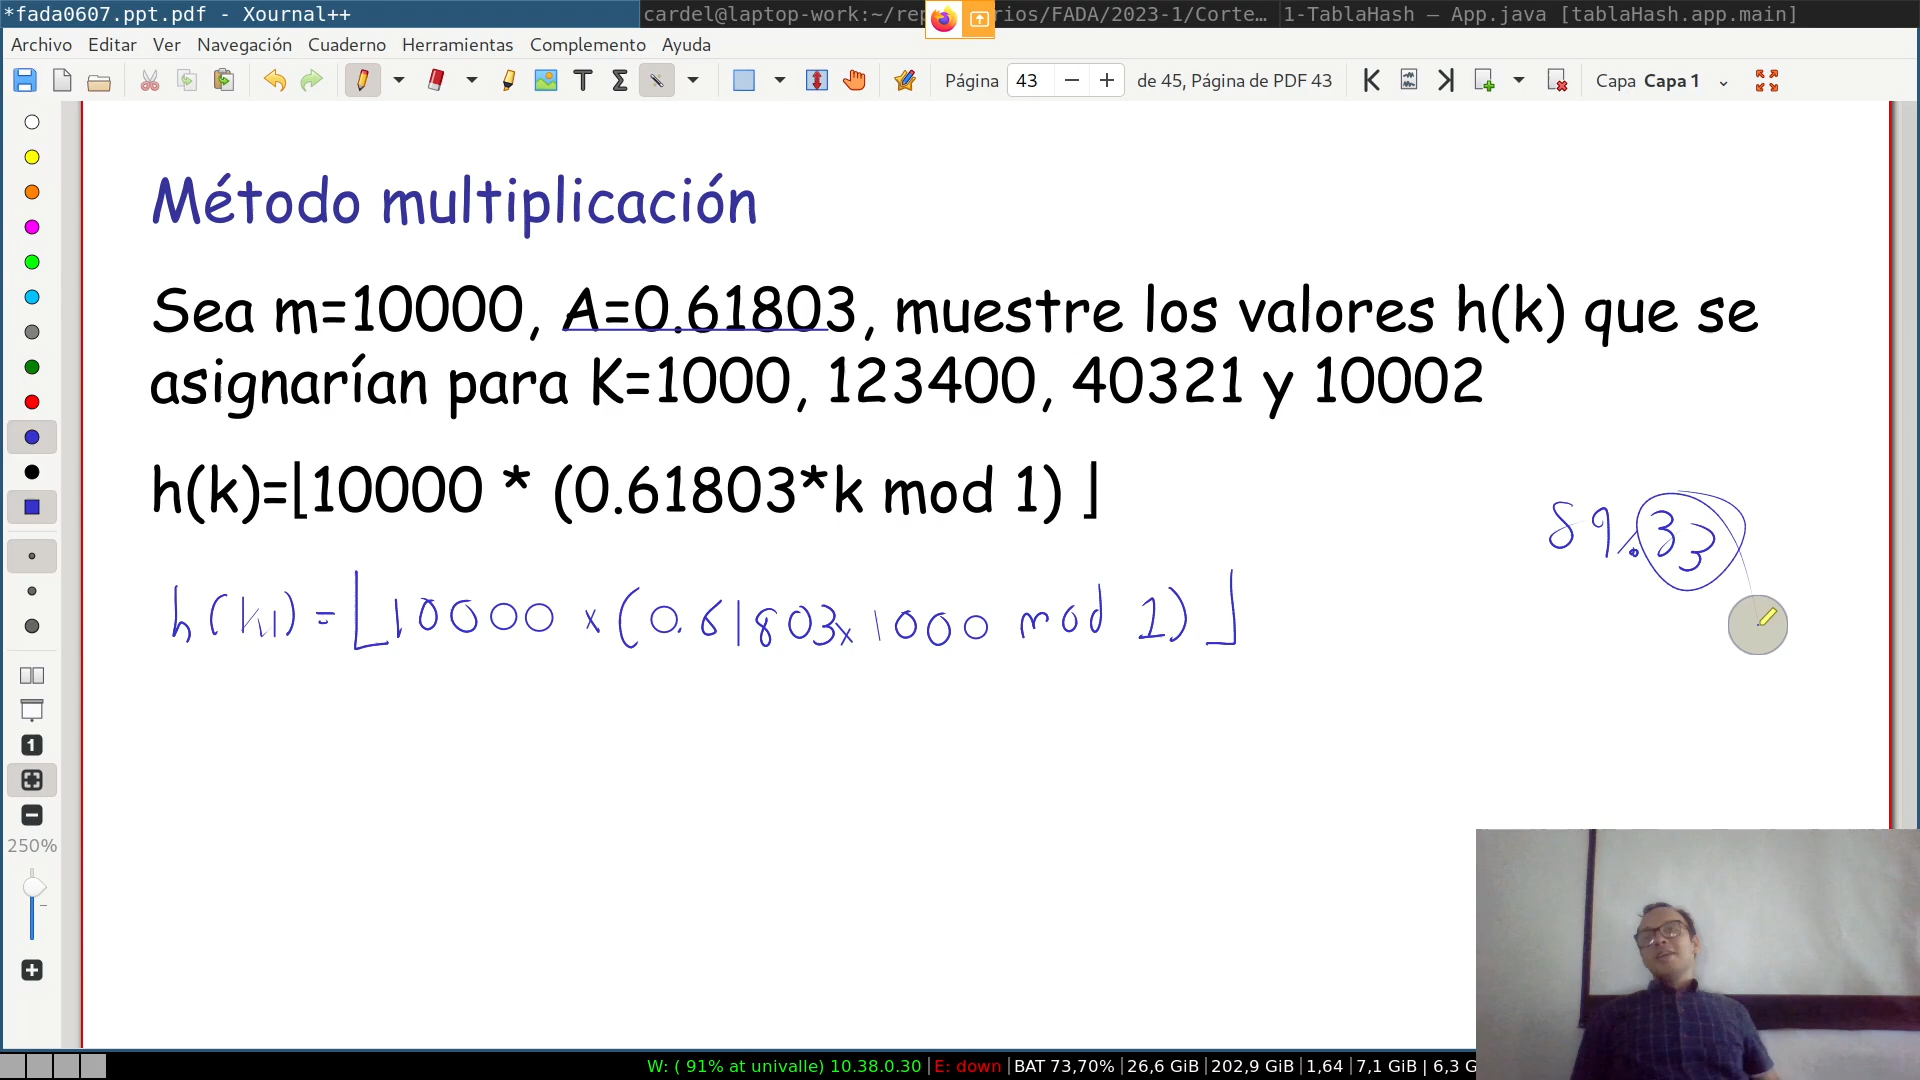 *fada0607.ppt.pdf - Xournal++
cardel@laptop-work:~/rep
rios/FADA/2023-1/Corte…
1-TablaHash – App.java [tablaHash.app.main]
Archivo Editar Ver Navegación Cuaderno Herramientas Complemento Ayuda
Página 43 de 45, Página de PDF 43 Capa Capa 1
Método multiplicación
Sea m=10000, A=0.61803, muestre los valores h(k) que se
asignarían para K=1000, 123400, 40321 y 10002
h(k)=⌊10000 * (0.61803*k mod 1) ⌋
89.33
h(k1) = ⌊10000 x (0.61803x1000 mod 1)⌋
1
250%
W: ( 91% at univalle) 10.38.0.30 |E: down |BAT 73,70% |26,6 GiB |202,9 GiB |1,64 |7,1 GiB | 6,3 G